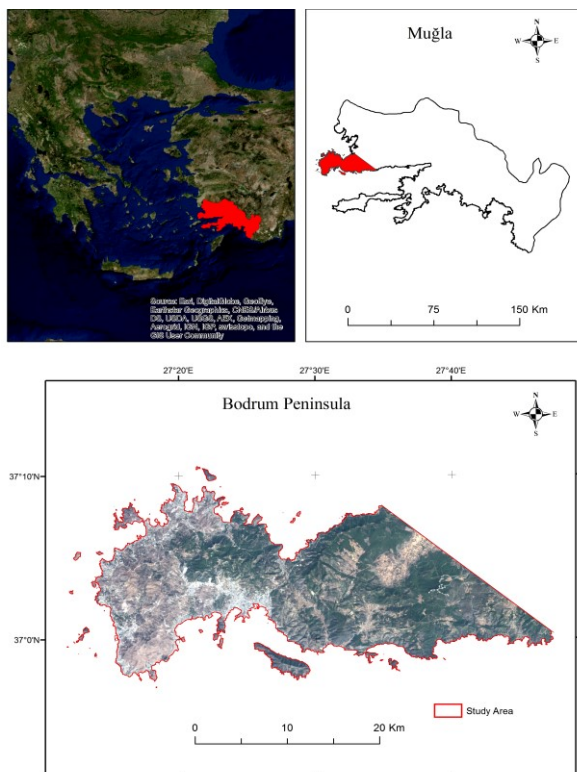 Source: Esri, DigitalGlobe, GeoEye,
Earthstar Geographics, CNES/Airbus
DS, USDA, USGS, AEX, Getmapping,
Aerogrid, IGN, IGP, swisstopo, and the
GIS User Community
Muğla
N
W E
S
0 75 150 Km
27°20'E 27°30'E 27°40'E
Bodrum Peninsula
N
W E
S
37°10'N
37°0'N
Study Area
0 10 20 Km